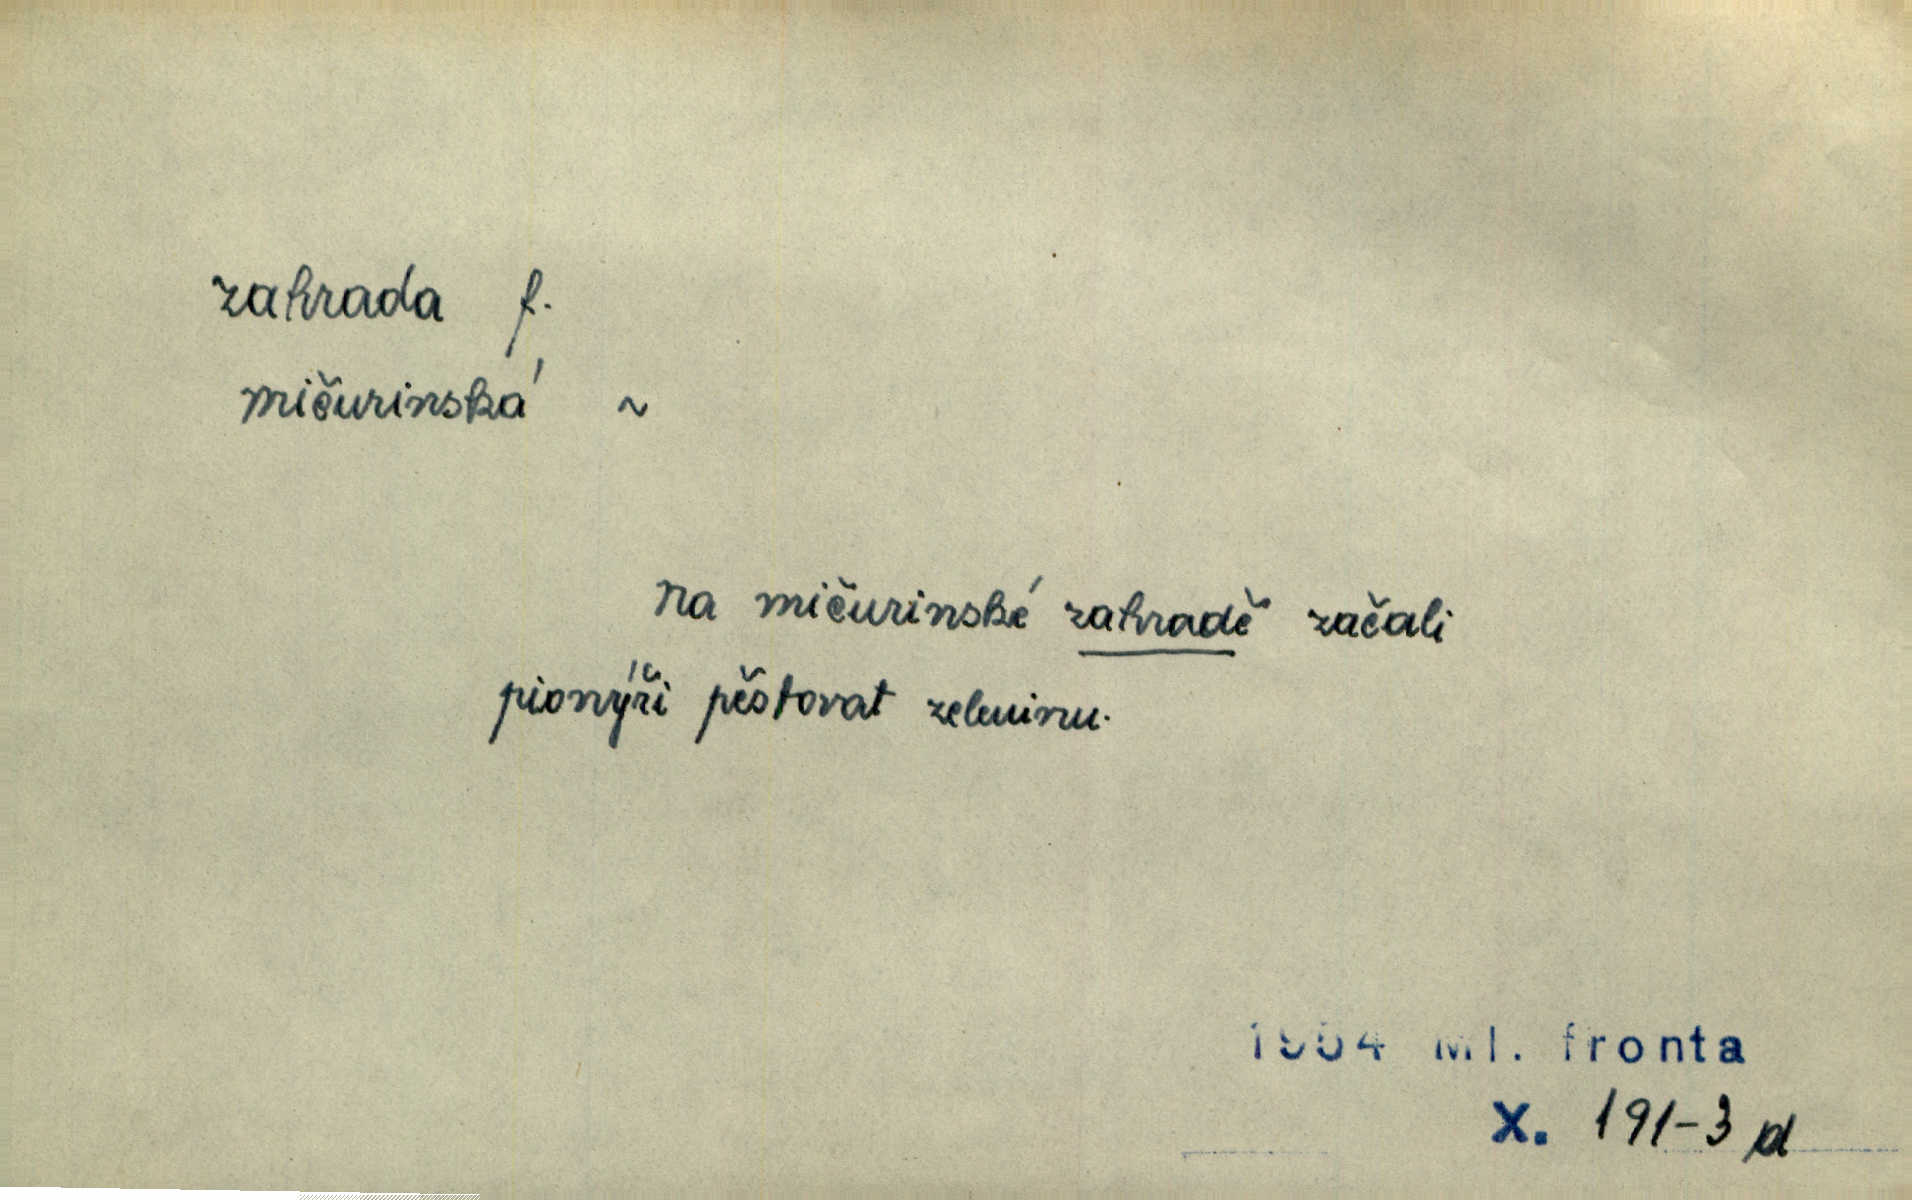 zahrada f.
mičurinská ~
na mičurinské zahradě začali
pionýři pěstovat zeleninu.
1954 Ml. fronta
X. 191-3 d